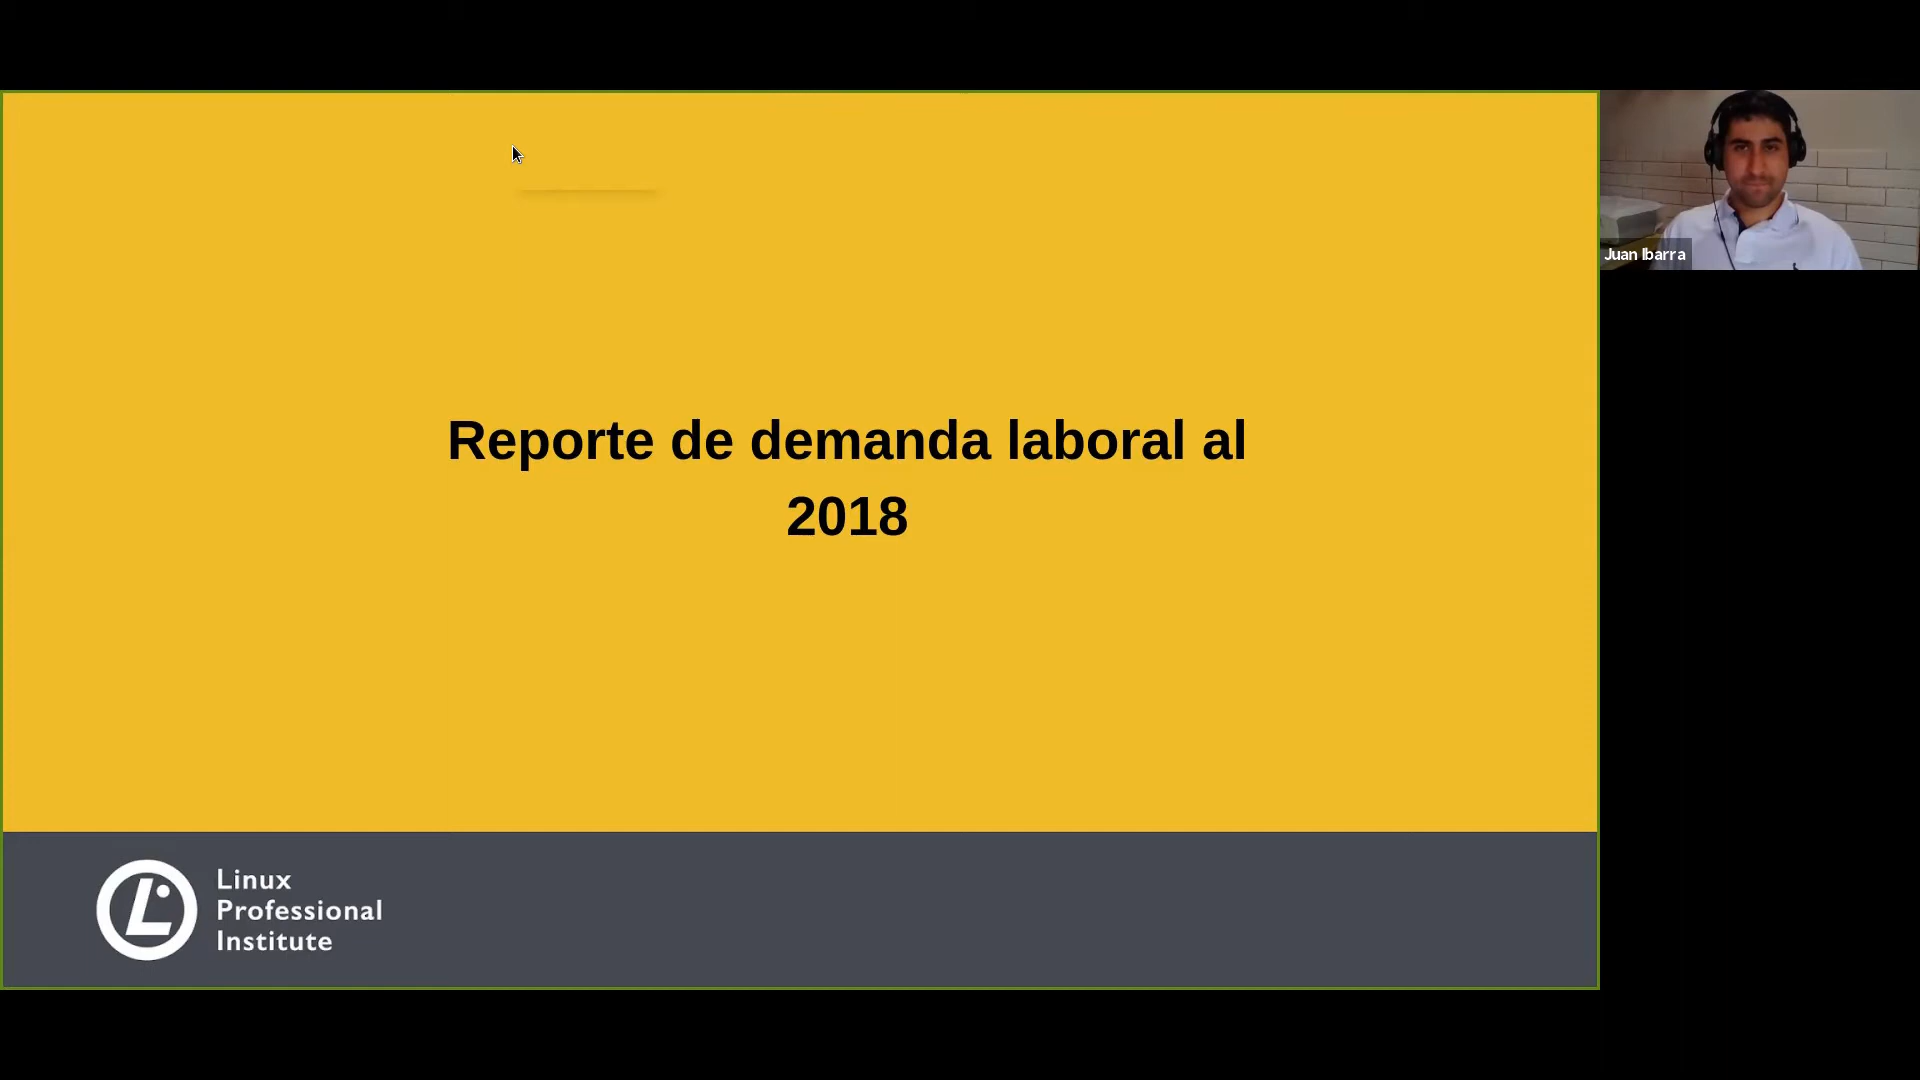 Reporte de demanda laboral al
2018
Juan Ibarra
Linux
Professional
Institute